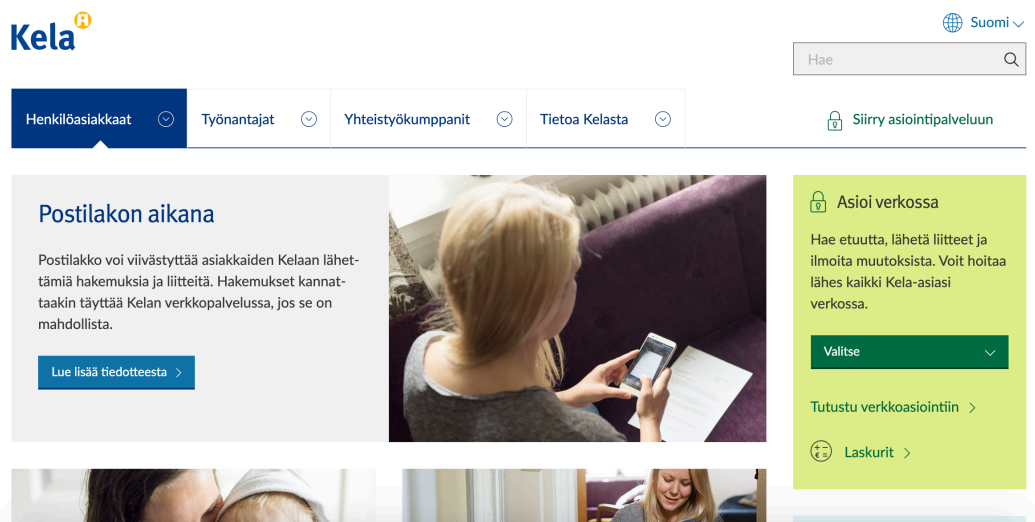 Kela
Suomi
Hae
Henkilöasiakkaat
Työnantajat
Yhteistyökumppanit
Tietoa Kelasta
Siirry asiointipalveluun
Postilakon aikana
Postilakko voi viivästyttää asiakkaiden Kelaan lähet-
tämiä hakemuksia ja liitteitä. Hakemukset kannat-
taakin täyttää Kelan verkkopalvelussa, jos se on
mahdollista.
Lue lisää tiedotteesta
Asioi verkossa
Hae etuutta, lähetä liitteet ja
ilmoita muutoksista. Voit hoitaa
lähes kaikki Kela-asiasi
verkossa.
Valitse
Tutustu verkkoasiointiin
Laskurit